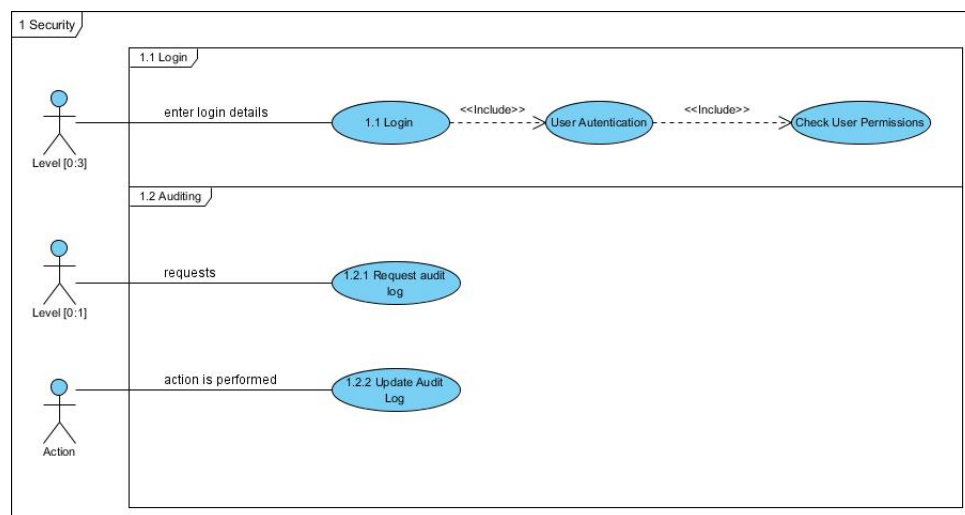 1 Security
1.1 Login
enter login details
1.1 Login
<<Include>>
User Autentication
<<Include>>
Check User Permissions
Level [0:3]
1.2 Auditing
requests
1.2.1 Request audit
log
Level [0:1]
action is performed
1.2.2 Update Audit
Log
Action